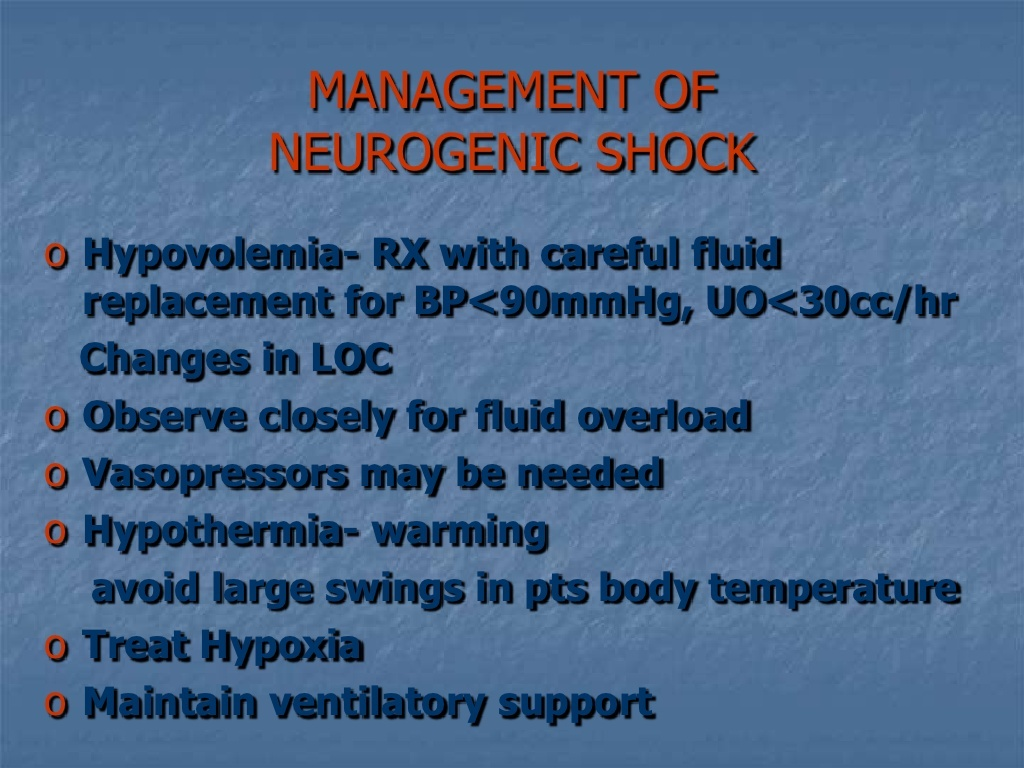 MANAGEMENT OF
NEUROGENIC SHOCK
o Hypovolemia- RX with careful fluid
replacement for BP<90mmHg, UO<30cc/hr
Changes in LOC
o Observe closely for fluid overload
o Vasopressors may be needed
o Hypothermia- warming
avoid large swings in pts body temperature
o Treat Hypoxia
o Maintain ventilatory support